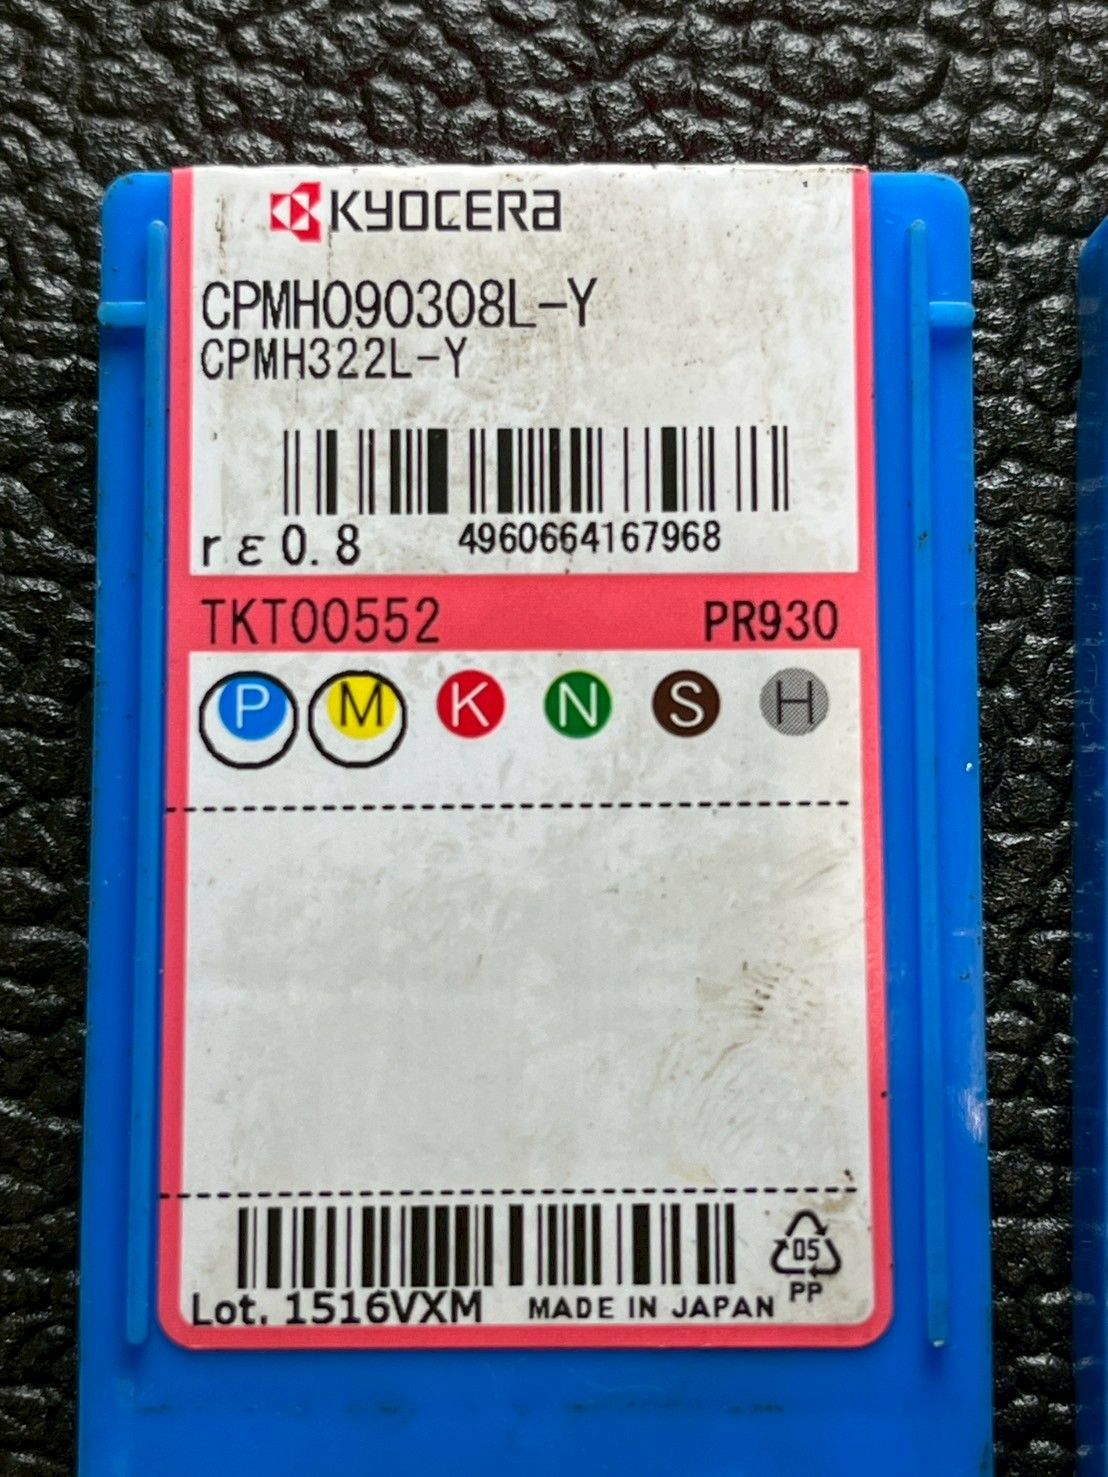 KYOCERA
CPMH090308L-Y
CPMH322L-Y
rε0.8 4960664167968
TKT00552 PR930
P M K N S H
05
PP
Lot. 1516VXM MADE IN JAPAN